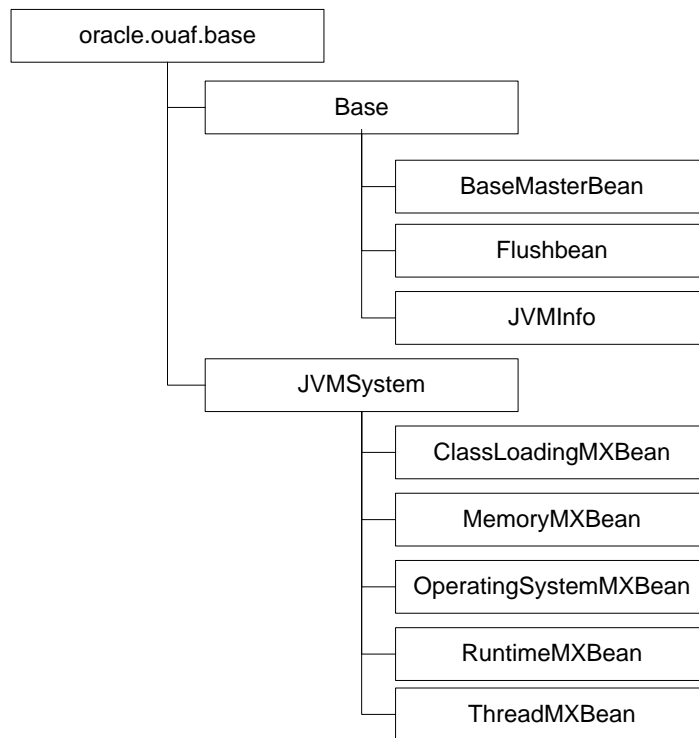 oracle.ouaf.base
Base
BaseMasterBean
Flushbean
JVMInfo
JVMSystem
ClassLoadingMXBean
MemoryMXBean
OperatingSystemMXBean
RuntimeMXBean
ThreadMXBean